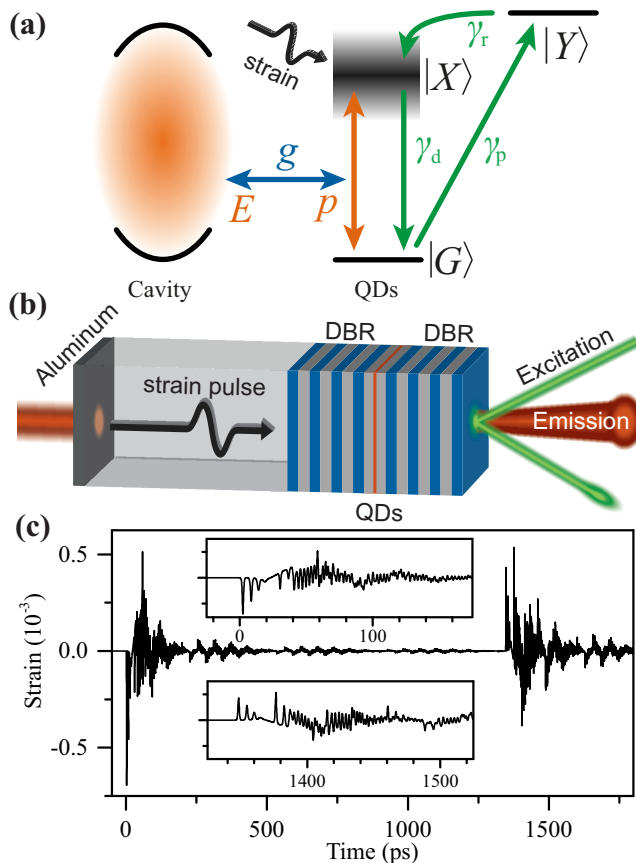 (a)
strain
|X⟩
γr
|Y⟩
g
γd
γp
E
p
|G⟩
Cavity
QDs
(b)
DBR
DBR
Aluminum
strain pulse
Excitation
Emission
QDs
(c)
Strain (10⁻³)
0.5
0.0
-0.5
0
100
1400
1500
0
500
1000
1500
Time (ps)